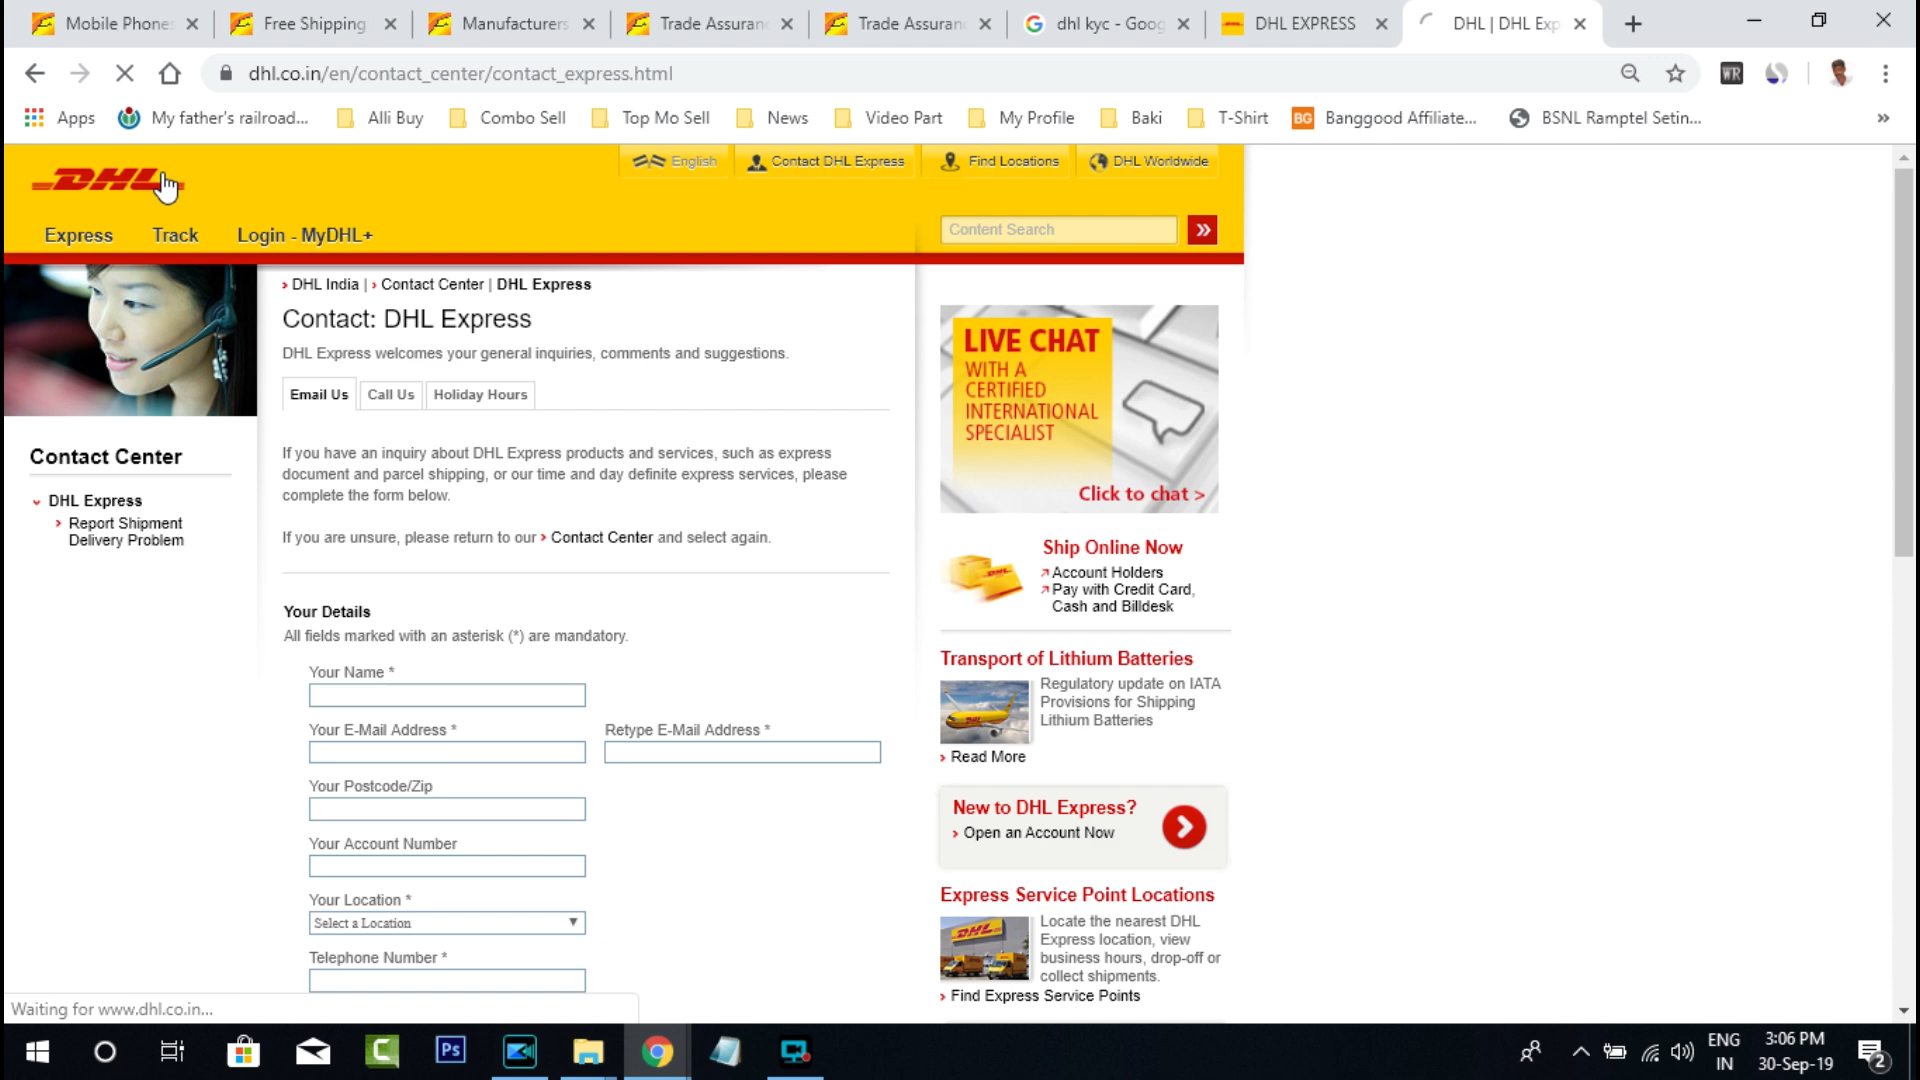 Mobile Phones
Free Shipping
Manufacturers
Trade Assuran
Trade Assuran
dhl kyc - Goog
DHL EXPRESS
DHL | DHL Exp
dhl.co.in/en/contact_center/contact_express.html
WR
Apps
My father's railroad...
Alli Buy
Combo Sell
Top Mo Sell
News
Video Part
My Profile
Baki
T-Shirt
BG
Banggood Affiliate...
BSNL Ramptel Setin...
»
DHL
English
Contact DHL Express
Find Locations
DHL Worldwide
Express
Track
Login - MyDHL+
Content Search
»
› DHL India | › Contact Center | DHL Express
Contact: DHL Express
DHL Express welcomes your general inquiries, comments and suggestions.
Email Us
Call Us
Holiday Hours
If you have an inquiry about DHL Express products and services, such as express
document and parcel shipping, or our time and day definite express services, please
complete the form below.
If you are unsure, please return to our › Contact Center and select again.
Contact Center
DHL Express
› Report Shipment
Delivery Problem
Your Details
All fields marked with an asterisk (*) are mandatory.
Your Name *
Your E-Mail Address *
Retype E-Mail Address *
Your Postcode/Zip
Your Account Number
Your Location *
Select a Location
Telephone Number *
LIVE CHAT
WITH A
CERTIFIED
INTERNATIONAL
SPECIALIST
Click to chat >
Ship Online Now
Account Holders
Pay with Credit Card,
Cash and Billdesk
Transport of Lithium Batteries
Regulatory update on IATA
Provisions for Shipping
Lithium Batteries
› Read More
New to DHL Express?
› Open an Account Now
Express Service Point Locations
DHL
Locate the nearest DHL
Express location, view
business hours, drop-off or
collect shipments.
› Find Express Service Points
Waiting for www.dhl.co.in...
Ps
ENG
IN
3:06 PM
30-Sep-19
2